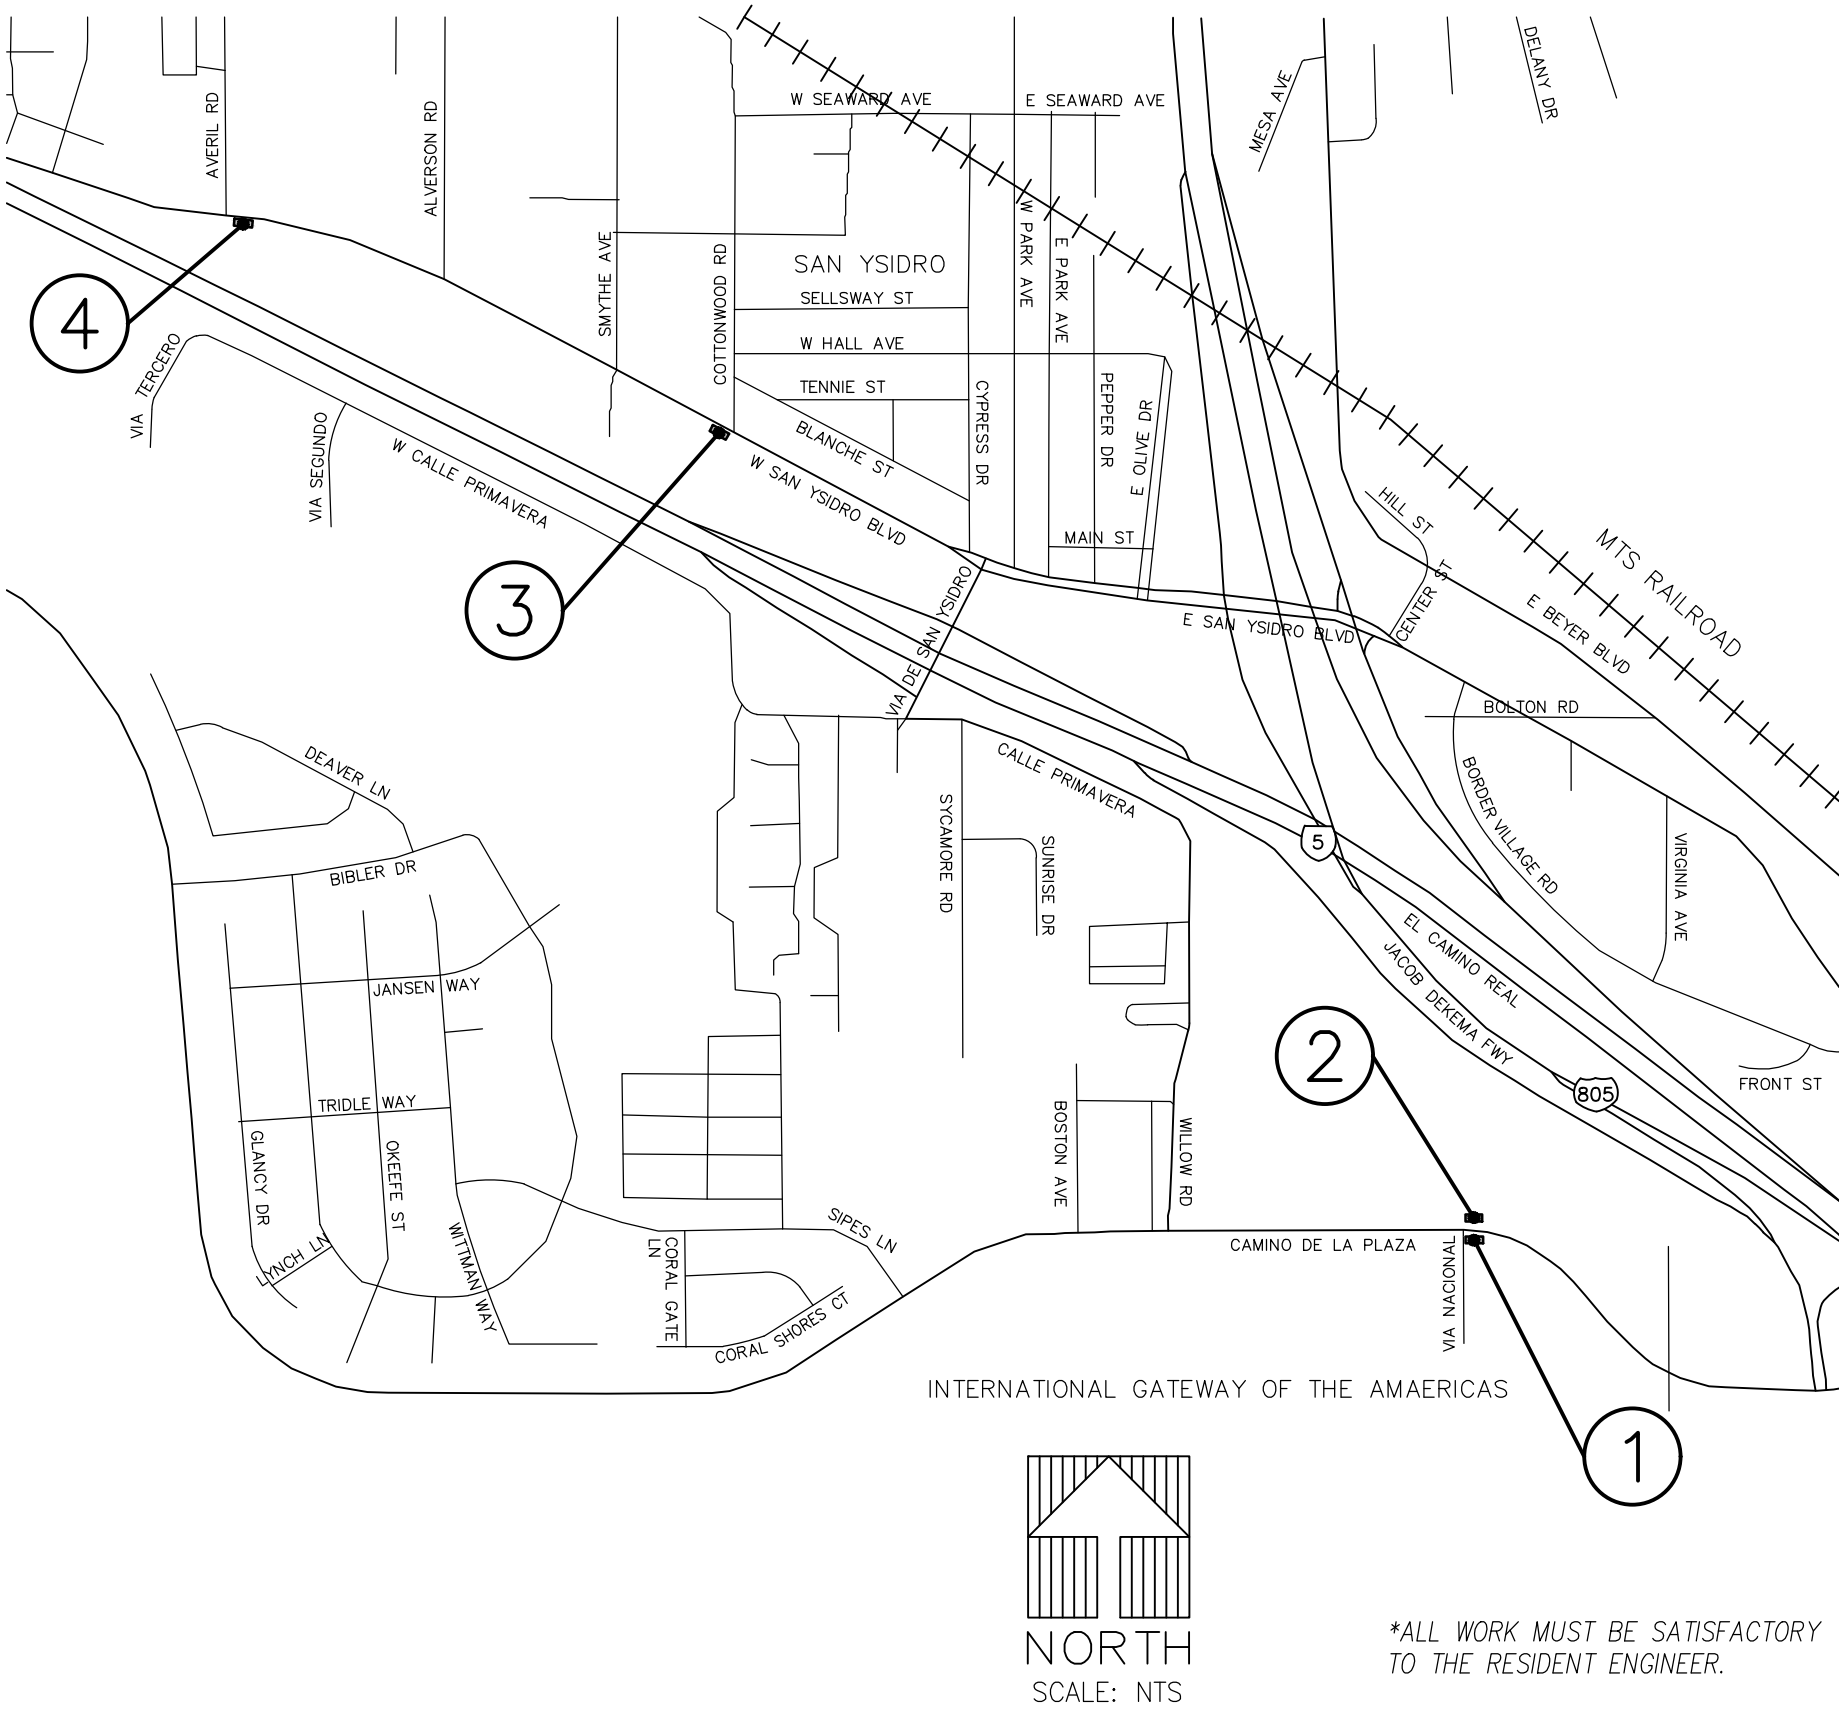 DELANY DR
MESA AVE
AVERIL RD
ALVERSON RD
W SEAWARD AVE
E SEAWARD AVE
SMYTHE AVE
COTTONWOOD RD
SAN YSIDRO
W PARK AVE
E PARK AVE
SELLSWAY ST
4
W HALL AVE
TENNIE ST
VIA TERCERO
CYPRESS DR
PEPPER DR
E OLIVE DR
VIA SEGUNDO
W CALLE PRIMAVERA
BLANCHE ST
W SAN YSIDRO BLVD
HILL ST
MAIN ST
MTS RAILROAD
3
VIA DE SAN YSIDRO
E SAN YSIDRO BLVD
CENTER ST
E BEYER BLVD
BOLTON RD
DEAVER LN
CALLE PRIMAVERA
BORDER VILLAGE RD
SYCAMORE RD
SUNRISE DR
5
VIRGINIA AVE
BIBLER DR
EL CAMINO REAL
JACOB DEKEMA FWY
JANSEN WAY
2
805
FRONT ST
TRIDLE WAY
GLANCY DR
OKEEFE ST
BOSTON AVE
WILLOW RD
LYNCH LN
WITTMAN WAY
CORAL GATE
LN
SIPES LN
CORAL SHORES CT
CAMINO DE LA PLAZA
VIA NACIONAL
INTERNATIONAL GATEWAY OF THE AMAERICAS
1
NORTH
SCALE: NTS
*ALL WORK MUST BE SATISFACTORY
TO THE RESIDENT ENGINEER.